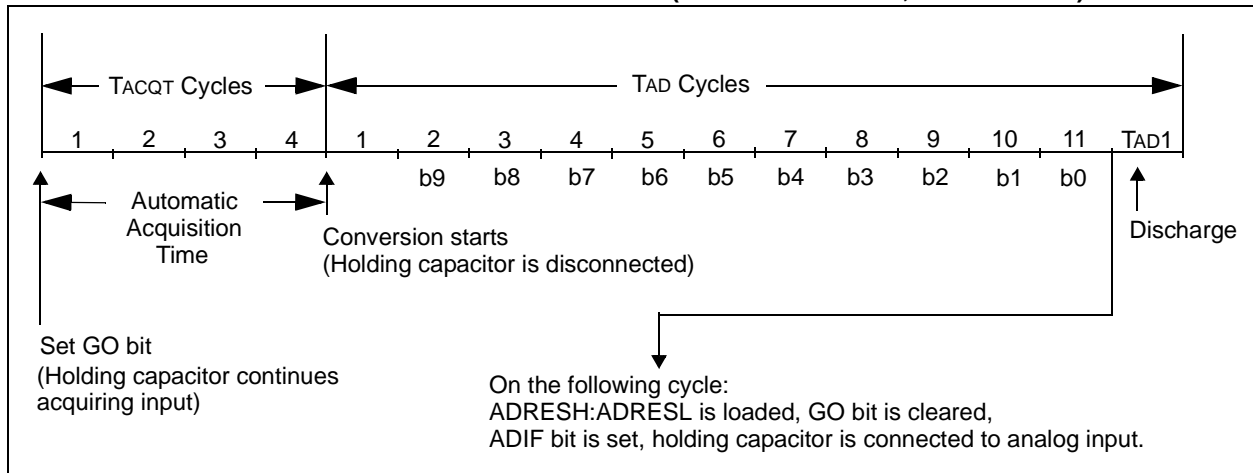 TACQT Cycles
TAD Cycles
1 2 3 4 1 2 3 4 5 6 7 8 9 10 11 TAD1
b9 b8 b7 b6 b5 b4 b3 b2 b1 b0
Automatic
Acquisition
Time
Conversion starts
(Holding capacitor is disconnected)
Discharge
Set GO bit
(Holding capacitor continues
acquiring input)
On the following cycle:
ADRESH:ADRESL is loaded, GO bit is cleared,
ADIF bit is set, holding capacitor is connected to analog input.